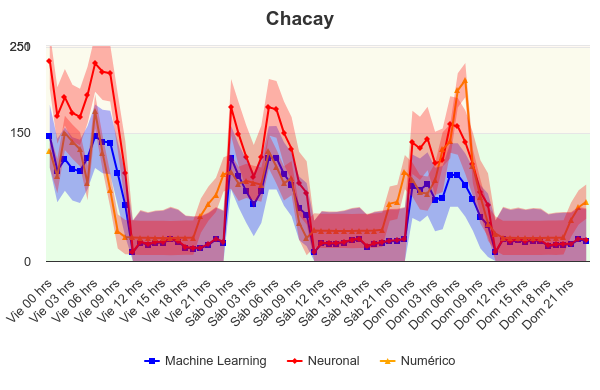 Chacay
250
150
0
Vie 00 hrs
Vie 03 hrs
Vie 06 hrs
Vie 09 hrs
Vie 12 hrs
Vie 15 hrs
Vie 18 hrs
Vie 21 hrs
Sáb 00 hrs
Sáb 03 hrs
Sáb 06 hrs
Sáb 09 hrs
Sáb 12 hrs
Sáb 15 hrs
Sáb 18 hrs
Sáb 21 hrs
Dom 00 hrs
Dom 03 hrs
Dom 06 hrs
Dom 09 hrs
Dom 12 hrs
Dom 15 hrs
Dom 18 hrs
Dom 21 hrs
Machine Learning Neuronal Numérico